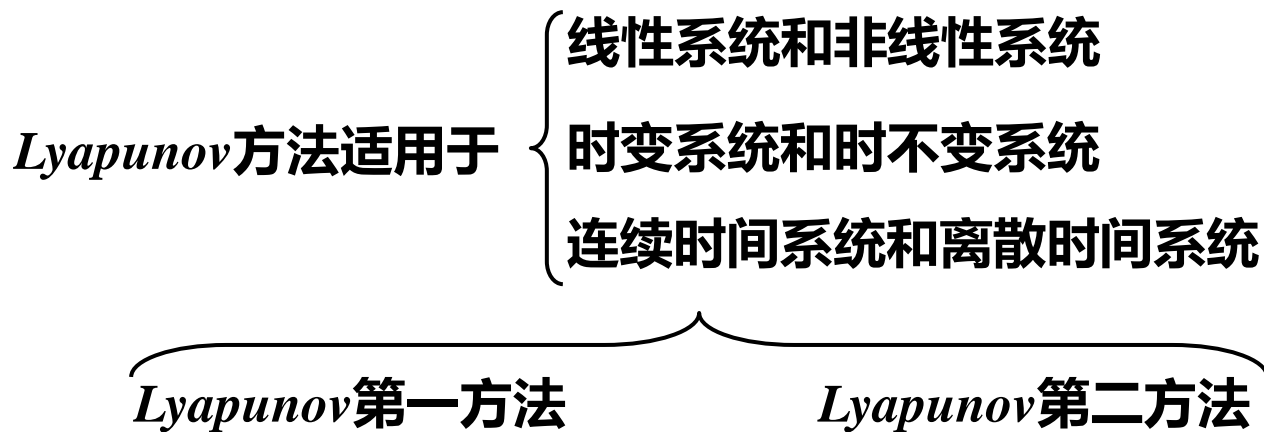 线性系统和非线性系统
Lyapunov方法适用于
时变系统和时不变系统
连续时间系统和离散时间系统
Lyapunov第一方法
Lyapunov第二方法